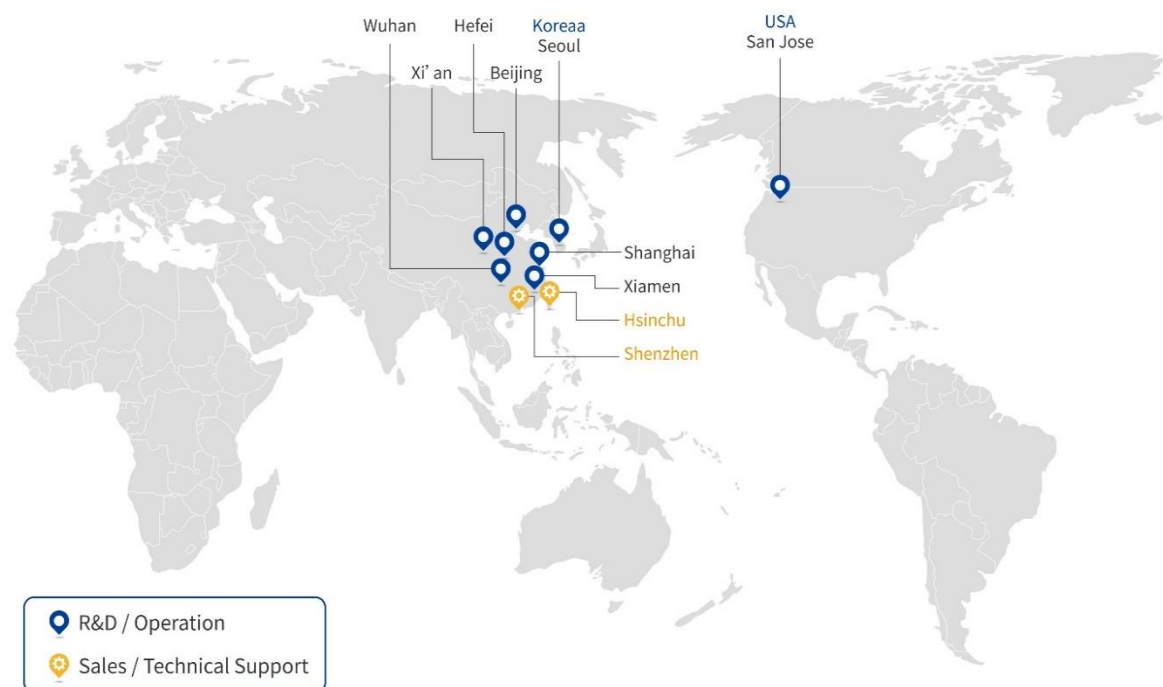 Wuhan
Hefei
Koreaa
Seoul
USA
San Jose
Xi’an
Beijing
Shanghai
Xiamen
Hsinchu
Shenzhen
R&D / Operation
Sales / Technical Support